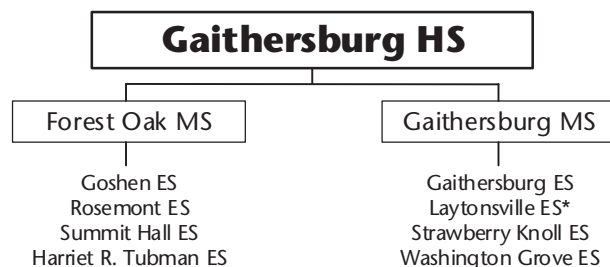 Gaithersburg HS
Forest Oak MS
Goshen ES
Rosemont ES
Summit Hall ES
Harriet R. Tubman ES
Gaithersburg MS
Gaithersburg ES
Laytonsville ES*
Strawberry Knoll ES
Washington Grove ES